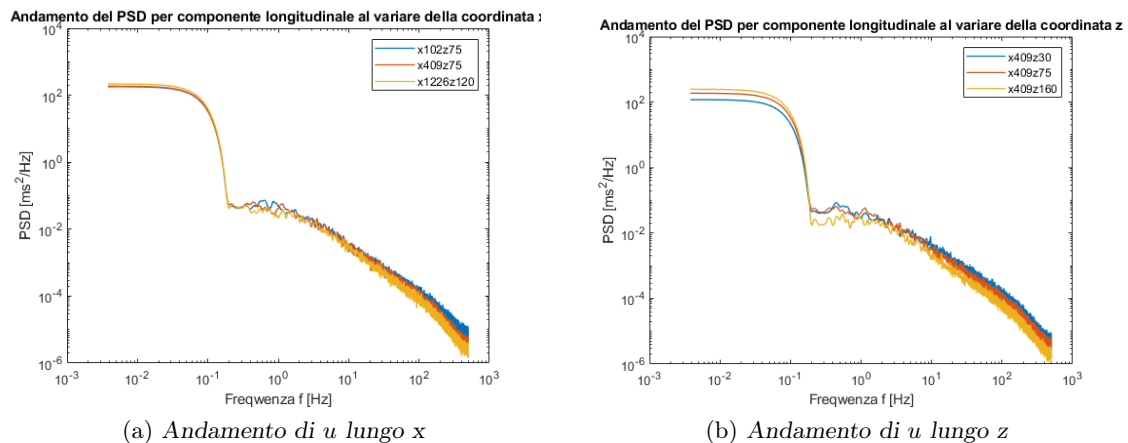 Andamento del PSD per componente longitudinale al variare della coordinata x
x102z75
x409z75
x1226z120
PSD [ms^2/Hz]
10^4
10^2
10^0
10^-2
10^-4
10^-6
10^-3
10^-2
10^-1
10^0
10^1
10^2
10^3
Freqwenza f [Hz]
(a) Andamento di u lungo x
Andamento del PSD per componente longitudinale al variare della coordinata z
x409z30
x409z75
x409z160
PSD [ms^2/Hz]
10^4
10^2
10^0
10^-2
10^-4
10^-6
10^-3
10^-2
10^-1
10^0
10^1
10^2
10^3
Freqwenza f [Hz]
(b) Andamento di u lungo z